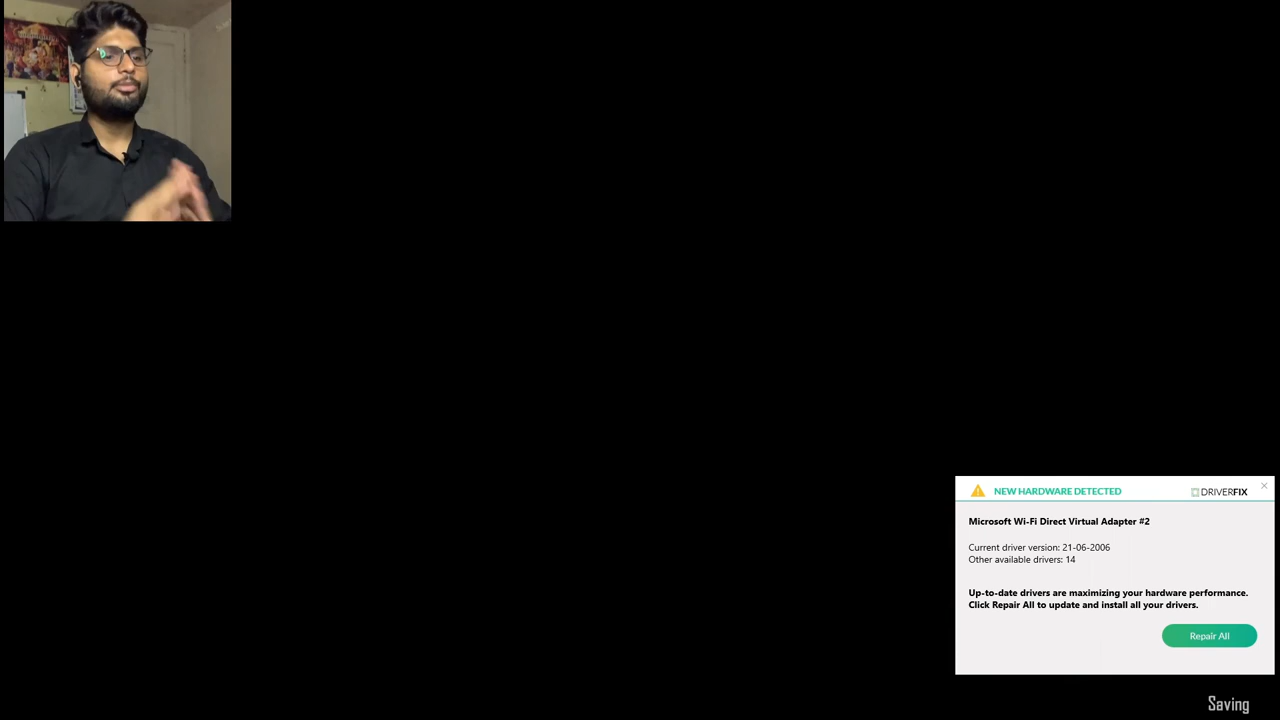 NEW HARDWARE DETECTED
DRIVERFIX
Microsoft Wi-Fi Direct Virtual Adapter #2
Current driver version: 21-06-2006
Other available drivers: 14
Up-to-date drivers are maximizing your hardware performance.
Click Repair All to update and install all your drivers.
Repair All
Saving